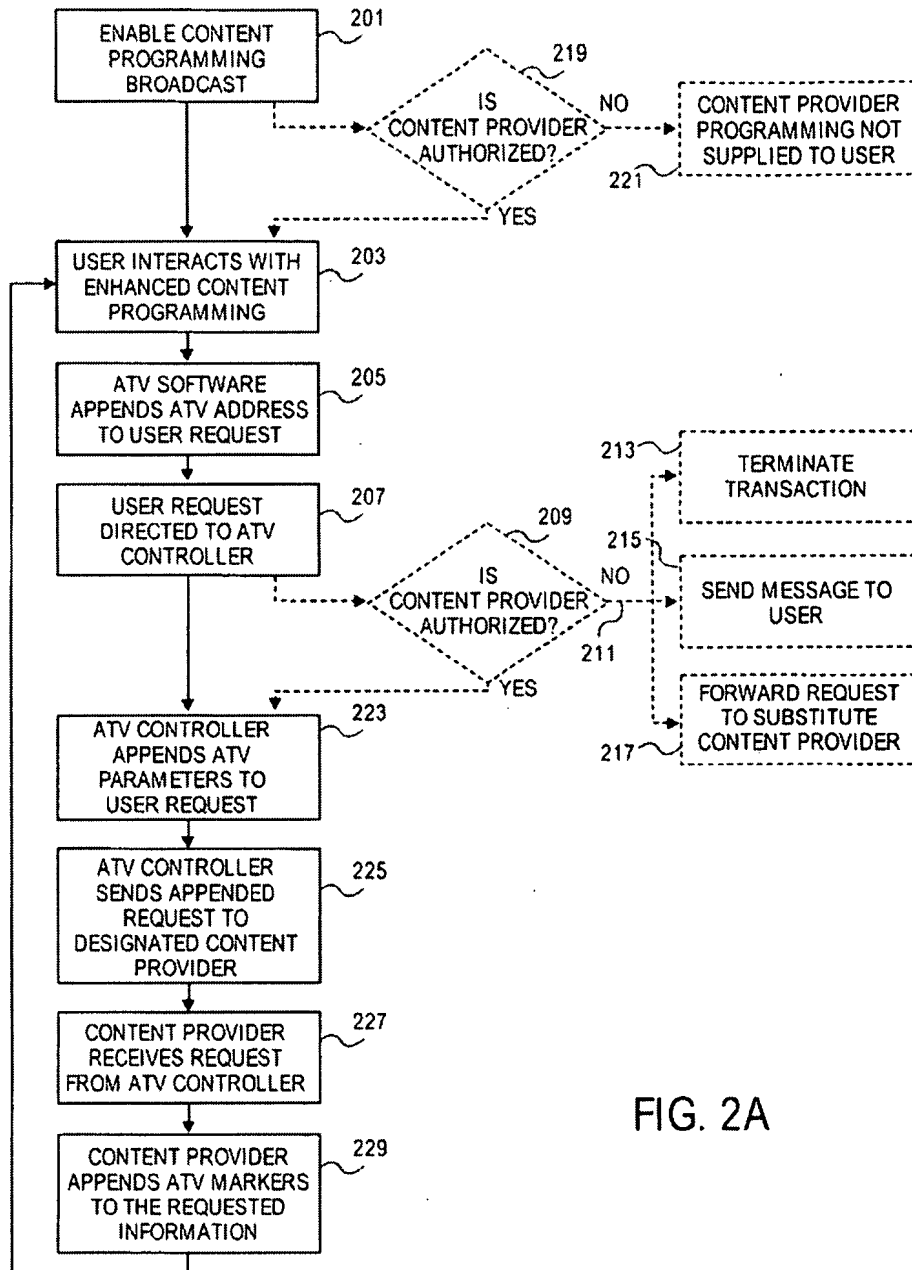 ENABLE CONTENT
PROGRAMMING
BROADCAST
201
219
IS
CONTENT PROVIDER
AUTHORIZED?
NO
YES
CONTENT PROVIDER
PROGRAMMING NOT
SUPPLIED TO USER
221
USER INTERACTS WITH
ENHANCED CONTENT
PROGRAMMING
203
ATV SOFTWARE
APPENDS ATV ADDRESS
TO USER REQUEST
205
USER REQUEST
DIRECTED TO ATV
CONTROLLER
207
209
IS
CONTENT PROVIDER
AUTHORIZED?
NO
211
YES
213
TERMINATE
TRANSACTION
215
SEND MESSAGE TO
USER
FORWARD REQUEST
TO SUBSTITUTE
CONTENT PROVIDER
217
ATV CONTROLLER
APPENDS ATV
PARAMETERS TO
USER REQUEST
223
ATV CONTROLLER
SENDS APPENDED
REQUEST TO
DESIGNATED CONTENT
PROVIDER
225
CONTENT PROVIDER
RECEIVES REQUEST
FROM ATV CONTROLLER
227
CONTENT PROVIDER
APPENDS ATV MARKERS
TO THE REQUESTED
INFORMATION
229
FIG. 2A